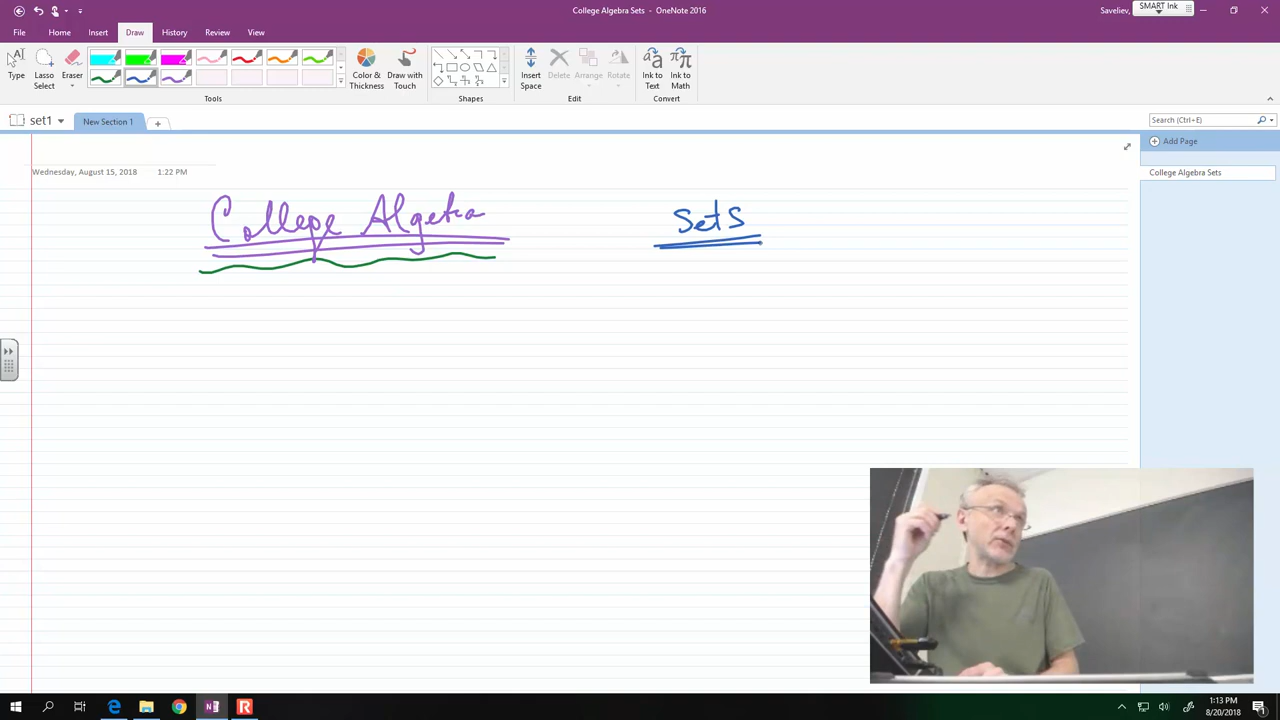 College Algebra Sets - OneNote 2016
Saveliev,
SMART Ink
File
Home
Insert
Draw
History
Review
View
Type
Lasso
Select
Eraser
Color &
Thickness
Draw with
Touch
Insert
Space
Delete
Arrange
Rotate
Ink to
Text
Ink to
Math
Tools
Shapes
Edit
Convert
set1
New Section 1
Search (Ctrl+E)
Add Page
College Algebra Sets
Wednesday, August 15, 2018 1:22 PM
College Algebra Sets
1:13 PM
8/20/2018